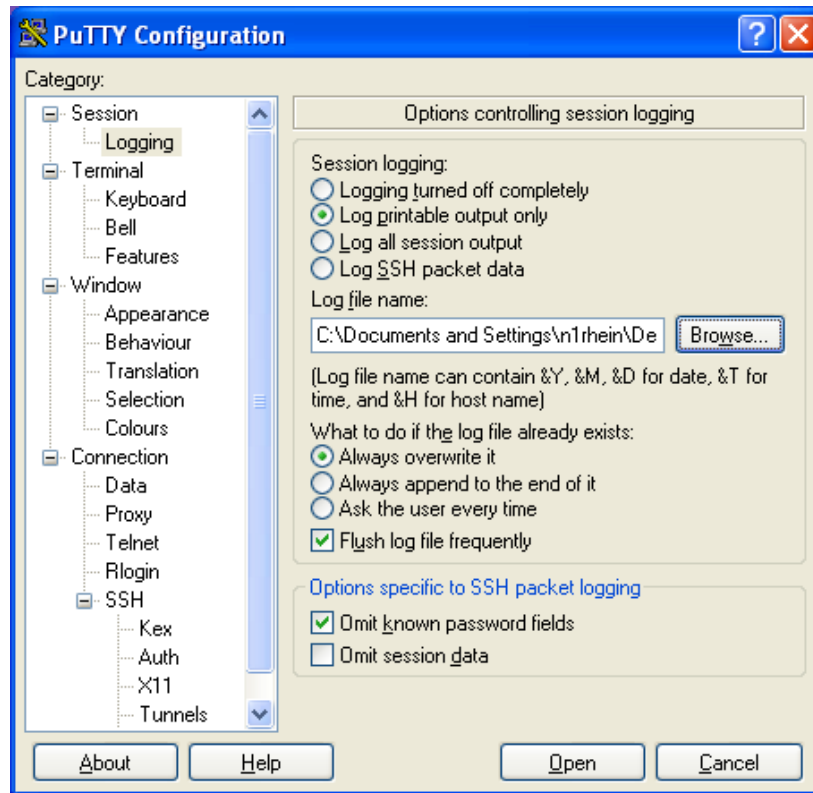 PuTTY Configuration
Category:
Session
Logging
Terminal
Keyboard
Bell
Features
Window
Appearance
Behaviour
Translation
Selection
Colours
Connection
Data
Proxy
Telnet
Rlogin
SSH
Kex
Auth
X11
Tunnels
Options controlling session logging
Session logging:
Logging turned off completely
Log printable output only
Log all session output
Log SSH packet data
Log file name:
C:\Documents and Settings\n1rhein\De
Browse...
(Log file name can contain &Y, &M, &D for date, &T for
time, and &H for host name)
What to do if the log file already exists:
Always overwrite it
Always append to the end of it
Ask the user every time
Flush log file frequently
Options specific to SSH packet logging
Omit known password fields
Omit session data
About
Help
Open
Cancel